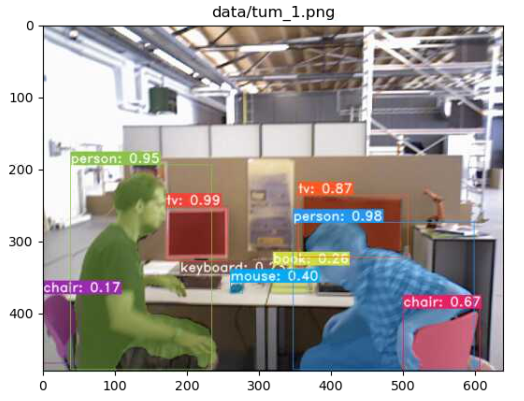 data/tum_1.png
0
100
200
300
400
person: 0.95
tv: 0.99
tv: 0.87
person: 0.98
book: 0.26
keyboard: 0.
mouse: 0.40
chair: 0.17
chair: 0.67
0 100 200 300 400 500 600